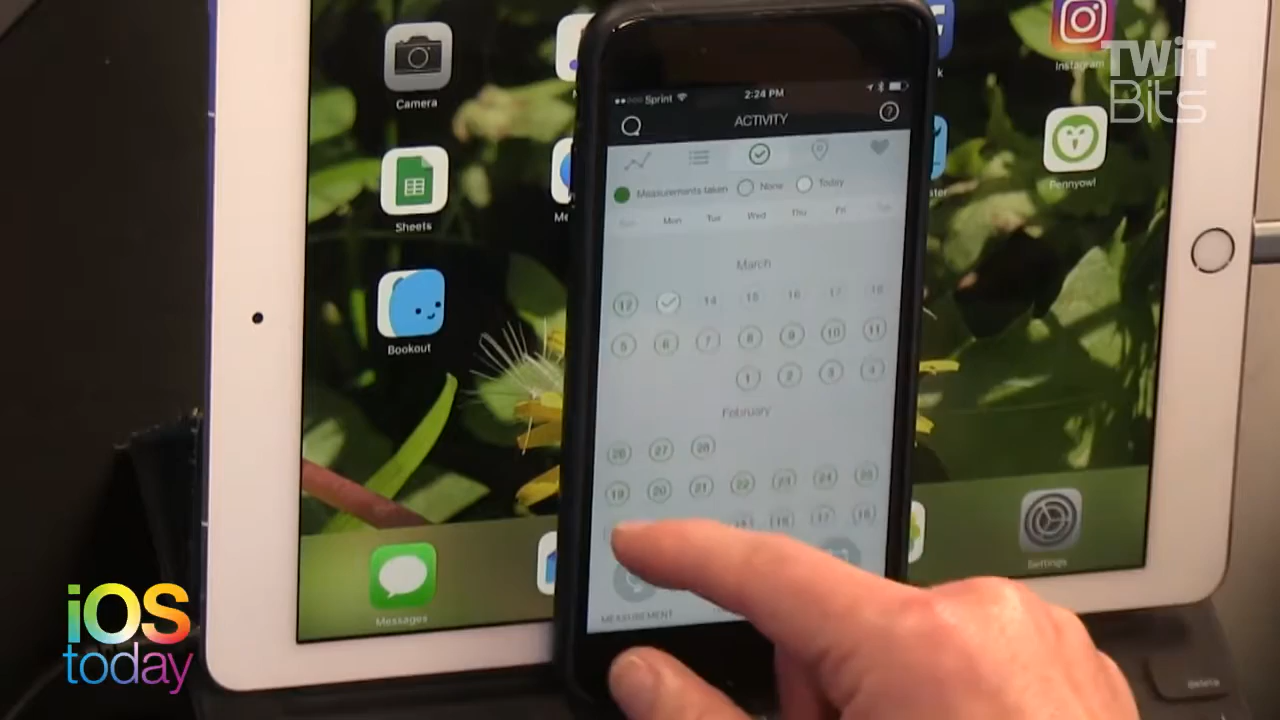 TWiT
Bits
Camera
Sheets
Bookout
Messages
Instagram
Pennyowl
Settings
Sprint
2:24 PM
ACTIVITY
?
Measurements taken
None
Today
Mon
Tue
Wed
Thu
Fri
March
12 14 15 16 17 18
5 6 7 8 9 10 11
1 2 3 4
February
26 27 28
19 20 21 22 23 24 25
15 16 17 18
MEASUREMENT
iOS
today
Delete